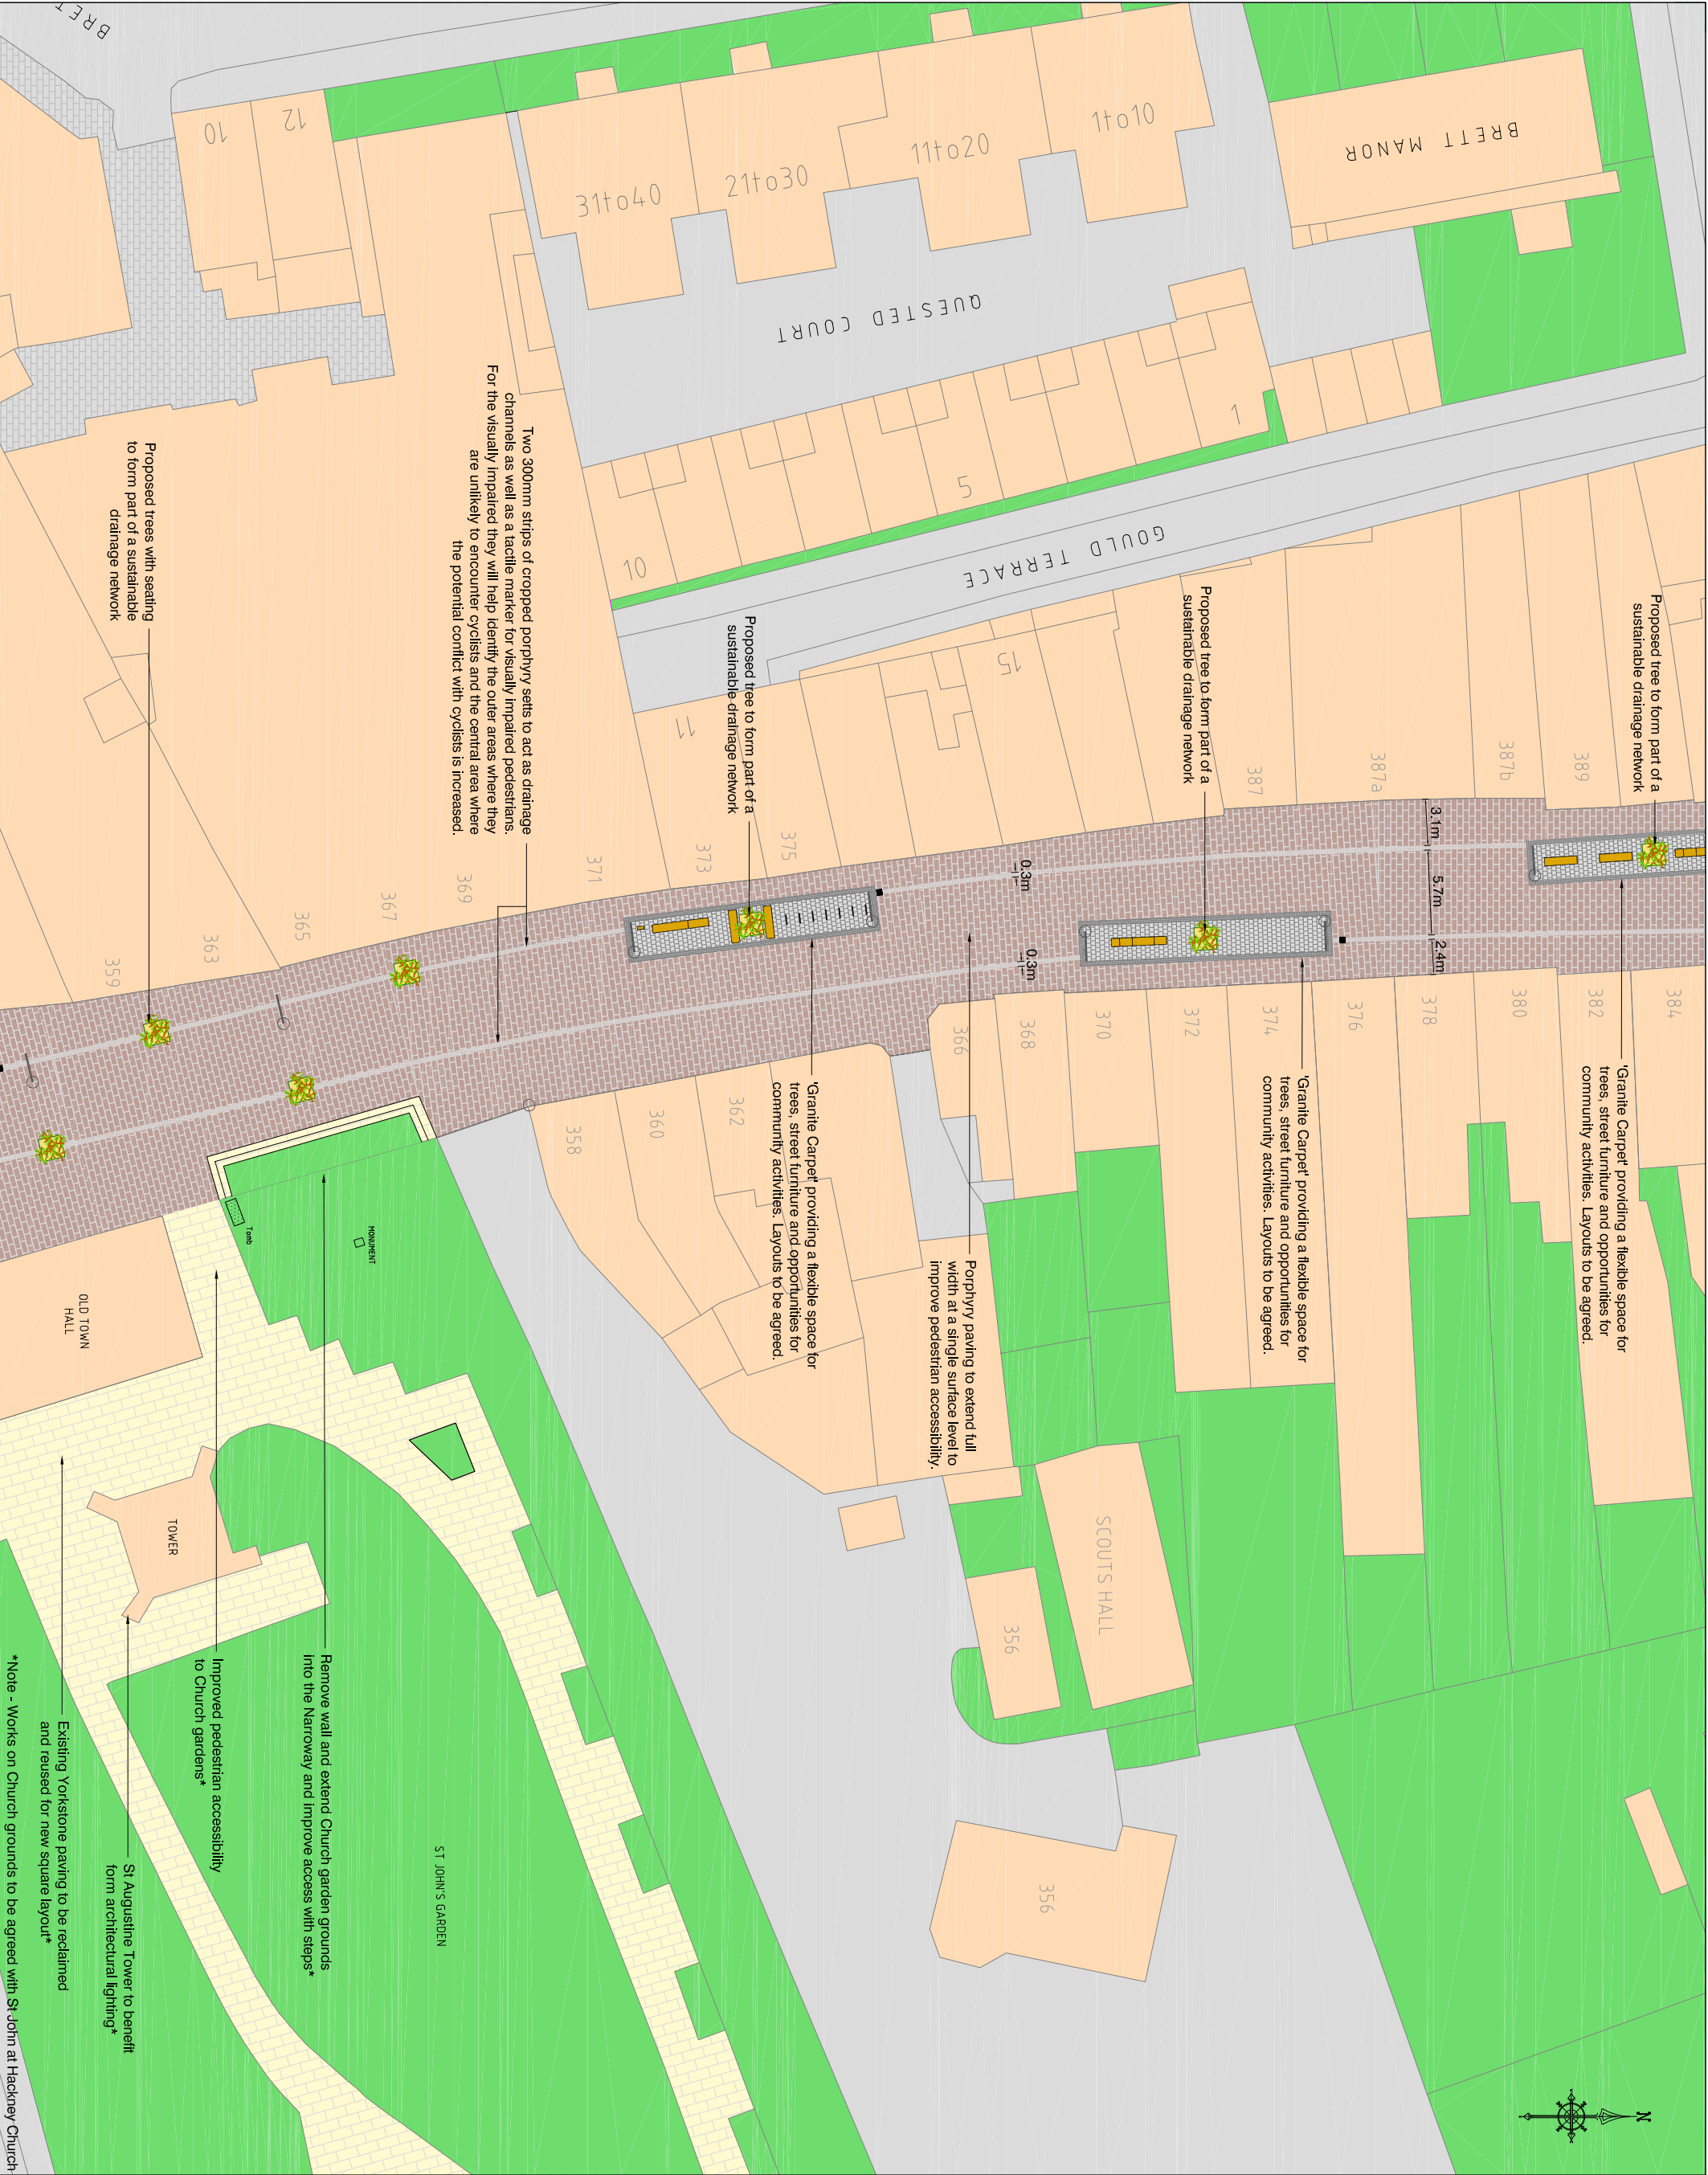 Proposed tree to form part of a
sustainable drainage network
Proposed tree to form part of a
sustainable drainage network
Proposed tree to form part of a
sustainable drainage network
Two 300mm strips of cropped porphyry setts to act as drainage
channels as well as a tactile marker for visually impaired pedestrians.
For the visually impaired they will help identify the outer areas where they
are unlikely to encounter cyclists and the central area where
the potential conflict with cyclists is increased.
Proposed trees with seating
to form part of a sustainable
drainage network
'Granite Carpet' providing a flexible space for
trees, street furniture and opportunities for
community activities. Layouts to be agreed.
'Granite Carpet' providing a flexible space for
trees, street furniture and opportunities for
community activities. Layouts to be agreed.
Porphyry paving to extend full
width at a single surface level to
improve pedestrian accessibility.
'Granite Carpet' providing a flexible space for
trees, street furniture and opportunities for
community activities. Layouts to be agreed.
Remove wall and extend Church garden grounds
into the Narroway and improve access with steps*
Improved pedestrian accessibility
to Church gardens*
St Augustine Tower to benefit
form architectural lighting*
Existing Yorkstone paving to be reclaimed
and reused for new square layout*
*Note - Works on Church grounds to be agreed with St John at Hackney Church
BRETT MANOR
QUESTED COURT
GOULD TERRACE
BRET
1to10
11to20
21to30
31to40
12
10
1
5
10
11
15
389
387b
387a
387
375
373
371
369
367
365
363
359
3.1m
5.7m
2.4m
0.3m
0.3m
384
382
380
378
376
374
372
370
368
366
362
360
358
SCOUTS HALL
356
356
MONUMENT
Tomb
OLD TOWN
HALL
TOWER
ST JOHN'S GARDEN
N